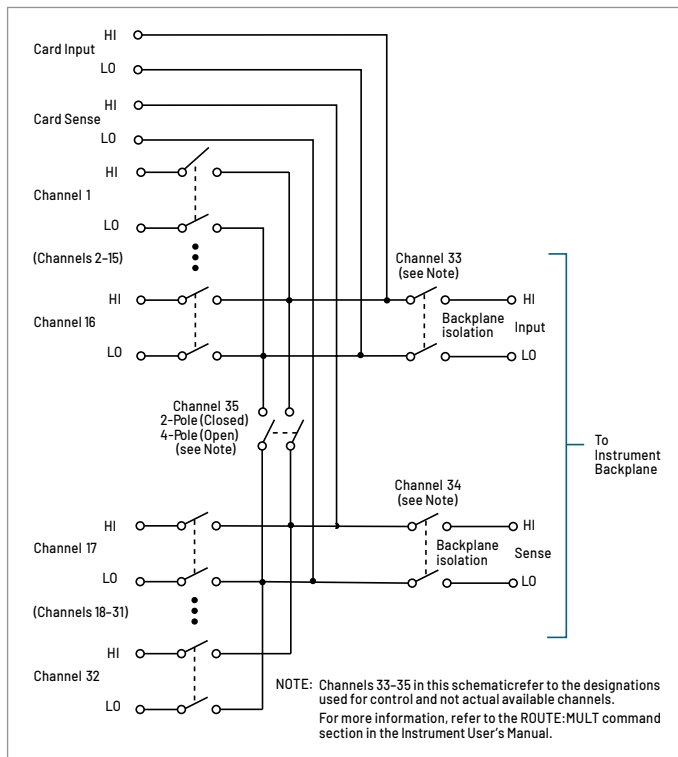 HI
Card Input
LO
HI
Card Sense
LO
HI
Channel 1
LO
(Channels 2–15)
HI
Channel 16
LO
Channel 33
(see Note)
Backplane
isolation
HI
Input
LO
Channel 35
2-Pole (Closed)
4-Pole (Open)
(see Note)
To
Instrument
Backplane
HI
Channel 17
LO
(Channels 18–31)
Channel 34
(see Note)
Backplane
isolation
HI
Sense
LO
HI
Channel 32
LO
NOTE: Channels 33–35 in this schematicrefer to the designations
used for control and not actual available channels.
For more information, refer to the ROUTE:MULT command
section in the Instrument User's Manual.